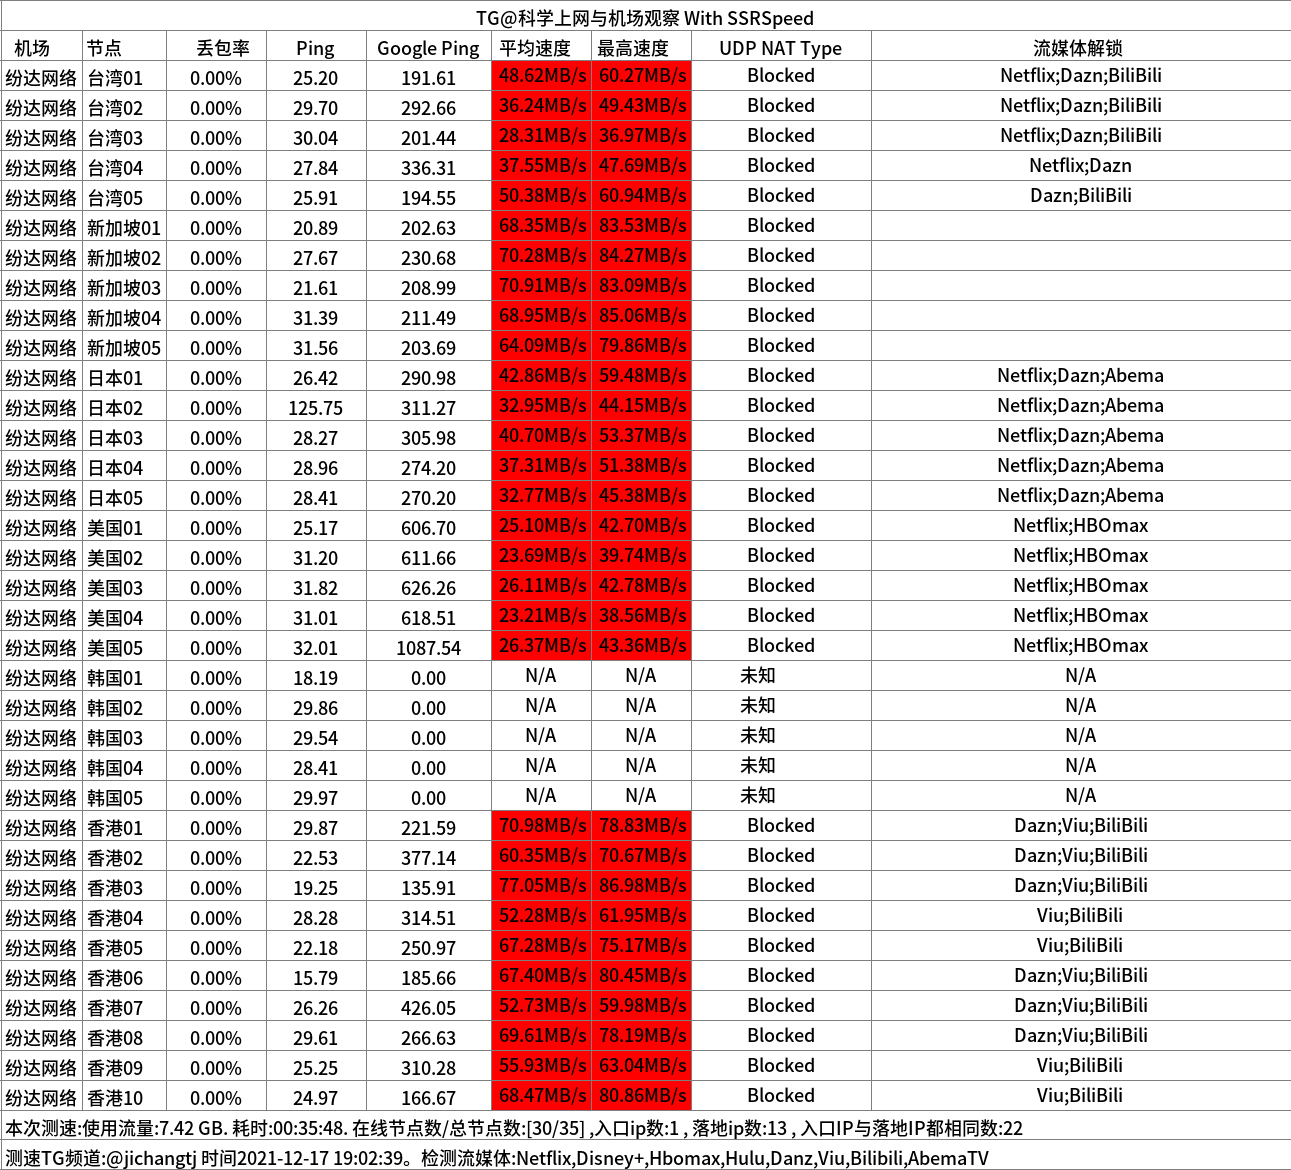 TG@科学上网与机场观察 With SSRSpeed
机场 节点 丢包率 Ping Google Ping 平均速度 最高速度 UDP NAT Type 流媒体解锁
纷达网络 台湾01 0.00% 25.20 191.61 48.62MB/s 60.27MB/s Blocked Netflix;Dazn;BiliBili
纷达网络 台湾02 0.00% 29.70 292.66 36.24MB/s 49.43MB/s Blocked Netflix;Dazn;BiliBili
纷达网络 台湾03 0.00% 30.04 201.44 28.31MB/s 36.97MB/s Blocked Netflix;Dazn;BiliBili
纷达网络 台湾04 0.00% 27.84 336.31 37.55MB/s 47.69MB/s Blocked Netflix;Dazn
纷达网络 台湾05 0.00% 25.91 194.55 50.38MB/s 60.94MB/s Blocked Dazn;BiliBili
纷达网络 新加坡01 0.00% 20.89 202.63 68.35MB/s 83.53MB/s Blocked
纷达网络 新加坡02 0.00% 27.67 230.68 70.28MB/s 84.27MB/s Blocked
纷达网络 新加坡03 0.00% 21.61 208.99 70.91MB/s 83.09MB/s Blocked
纷达网络 新加坡04 0.00% 31.39 211.49 68.95MB/s 85.06MB/s Blocked
纷达网络 新加坡05 0.00% 31.56 203.69 64.09MB/s 79.86MB/s Blocked
纷达网络 日本01 0.00% 26.42 290.98 42.86MB/s 59.48MB/s Blocked Netflix;Dazn;Abema
纷达网络 日本02 0.00% 125.75 311.27 32.95MB/s 44.15MB/s Blocked Netflix;Dazn;Abema
纷达网络 日本03 0.00% 28.27 305.98 40.70MB/s 53.37MB/s Blocked Netflix;Dazn;Abema
纷达网络 日本04 0.00% 28.96 274.20 37.31MB/s 51.38MB/s Blocked Netflix;Dazn;Abema
纷达网络 日本05 0.00% 28.41 270.20 32.77MB/s 45.38MB/s Blocked Netflix;Dazn;Abema
纷达网络 美国01 0.00% 25.17 606.70 25.10MB/s 42.70MB/s Blocked Netflix;HBOmax
纷达网络 美国02 0.00% 31.20 611.66 23.69MB/s 39.74MB/s Blocked Netflix;HBOmax
纷达网络 美国03 0.00% 31.82 626.26 26.11MB/s 42.78MB/s Blocked Netflix;HBOmax
纷达网络 美国04 0.00% 31.01 618.51 23.21MB/s 38.56MB/s Blocked Netflix;HBOmax
纷达网络 美国05 0.00% 32.01 1087.54 26.37MB/s 43.36MB/s Blocked Netflix;HBOmax
纷达网络 韩国01 0.00% 18.19 0.00 N/A N/A 未知 N/A
纷达网络 韩国02 0.00% 29.86 0.00 N/A N/A 未知 N/A
纷达网络 韩国03 0.00% 29.54 0.00 N/A N/A 未知 N/A
纷达网络 韩国04 0.00% 28.41 0.00 N/A N/A 未知 N/A
纷达网络 韩国05 0.00% 29.97 0.00 N/A N/A 未知 N/A
纷达网络 香港01 0.00% 29.87 221.59 70.98MB/s 78.83MB/s Blocked Dazn;Viu;BiliBili
纷达网络 香港02 0.00% 22.53 377.14 60.35MB/s 70.67MB/s Blocked Dazn;Viu;BiliBili
纷达网络 香港03 0.00% 19.25 135.91 77.05MB/s 86.98MB/s Blocked Dazn;Viu;BiliBili
纷达网络 香港04 0.00% 28.28 314.51 52.28MB/s 61.95MB/s Blocked Viu;BiliBili
纷达网络 香港05 0.00% 22.18 250.97 67.28MB/s 75.17MB/s Blocked Viu;BiliBili
纷达网络 香港06 0.00% 15.79 185.66 67.40MB/s 80.45MB/s Blocked Dazn;Viu;BiliBili
纷达网络 香港07 0.00% 26.26 426.05 52.73MB/s 59.98MB/s Blocked Dazn;Viu;BiliBili
纷达网络 香港08 0.00% 29.61 266.63 69.61MB/s 78.19MB/s Blocked Dazn;Viu;BiliBili
纷达网络 香港09 0.00% 25.25 310.28 55.93MB/s 63.04MB/s Blocked Viu;BiliBili
纷达网络 香港10 0.00% 24.97 166.67 68.47MB/s 80.86MB/s Blocked Viu;BiliBili
本次测速:使用流量:7.42 GB. 耗时:00:35:48. 在线节点数/总节点数:[30/35] ,入口ip数:1 , 落地ip数:13 , 入口IP与落地IP都相同数:22
测速TG频道:@jichangtj 时间2021-12-17 19:02:39。检测流媒体:Netflix,Disney+,Hbomax,Hulu,Danz,Viu,Bilibili,AbemaTV